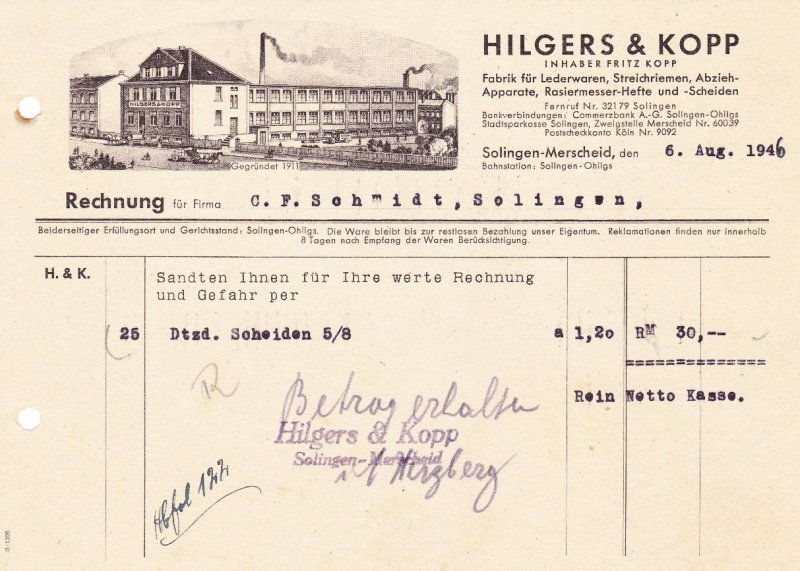 HILGERS & KOPP
INHABER FRITZ KOPP
Fabrik für Lederwaren, Streichriemen, Abzieh-
Apparate, Rasiermesser-Hefte und -Scheiden
Fernruf Nr. 32179 Solingen
Bankverbindungen: Commerzbank A.-G. Solingen-Ohligs
Stadtsparkasse Solingen, Zweigstelle Merscheid Nr. 60039
Postscheckkonto Köln Nr. 9092
HILGERS & KOPP
Gegründet 1911
Solingen-Merscheid, den 6. Aug. 1946
Bahnstation: Solingen-Ohligs
Rechnung für Firma C. F. Schmidt, Solingen,
Beiderseitiger Erfüllungsort und Gerichtsstand: Solingen-Ohligs. Die Ware bleibt bis zur restlosen Bezahlung unser Eigentum. Reklamationen finden nur innerhalb
8 Tagen nach Empfang der Waren Berücksichtigung.
H. & K.
Sandten Ihnen für Ihre werte Rechnung
und Gefahr per
25 Dtzd. Scheiden 5/8 a 1,20 RM 30,--
Rein Netto Kasse.
Betrag erhalten
Hilgers & Kopp
Solingen-Merscheid
Herzberg